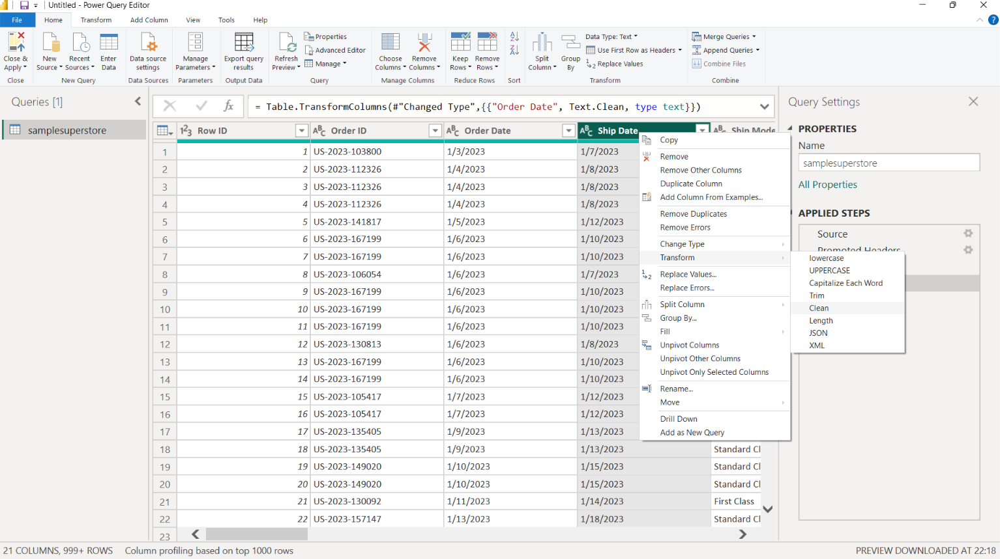 Untitled - Power Query Editor
File Home Transform Add Column View Tools Help
Close & Apply
Close
New Source
Recent Sources
Enter Data
New Query
Data source settings
Data Sources
Manage Parameters
Parameters
Export query results
Output Data
Refresh Preview
Properties
Advanced Editor
Manage
Query
Choose Columns
Remove Columns
Manage Columns
Keep Rows
Remove Rows
Reduce Rows
Sort
Split Column
Group By
Data Type: Text
Use First Row as Headers
Replace Values
Transform
Merge Queries
Append Queries
Combine Files
Combine
Queries [1]
samplesuperstore
fx
= Table.TransformColumns(#"Changed Type",{{"Order Date", Text.Clean, type text}})
Row ID Order ID Order Date Ship Date Ship Mode
1 1 US-2023-103800 1/3/2023 1/7/2023
2 2 US-2023-112326 1/4/2023 1/8/2023
3 3 US-2023-112326 1/4/2023 1/8/2023
4 4 US-2023-112326 1/4/2023 1/8/2023
5 5 US-2023-141817 1/5/2023 1/12/2023
6 6 US-2023-167199 1/6/2023 1/10/2023
7 7 US-2023-167199 1/6/2023 1/10/2023
8 8 US-2023-106054 1/6/2023 1/7/2023
9 9 US-2023-167199 1/6/2023 1/10/2023
10 10 US-2023-167199 1/6/2023 1/10/2023
11 11 US-2023-167199 1/6/2023 1/10/2023
12 12 US-2023-130813 1/6/2023 1/8/2023
13 13 US-2023-167199 1/6/2023 1/10/2023
14 14 US-2023-167199 1/6/2023 1/10/2023
15 15 US-2023-105417 1/7/2023 1/12/2023
16 16 US-2023-105417 1/7/2023 1/12/2023
17 17 US-2023-135405 1/9/2023 1/13/2023
18 18 US-2023-135405 1/9/2023 1/13/2023 Standard Cl
19 19 US-2023-149020 1/10/2023 1/15/2023 Standard Cl
20 20 US-2023-149020 1/10/2023 1/15/2023 Standard Cl
21 21 US-2023-130092 1/11/2023 1/14/2023 First Class
22 22 US-2023-157147 1/13/2023 1/18/2023 Standard Cl
23
Copy
Remove
Remove Other Columns
Duplicate Column
Add Column From Examples...
Remove Duplicates
Remove Errors
Change Type
Transform
Replace Values...
Replace Errors...
Split Column
Group By...
Fill
Unpivot Columns
Unpivot Other Columns
Unpivot Only Selected Columns
Rename...
Move
Drill Down
Add as New Query
lowercase
UPPERCASE
Capitalize Each Word
Trim
Clean
Length
JSON
XML
Query Settings
PROPERTIES
Name
samplesuperstore
All Properties
APPLIED STEPS
Source
Promoted Headers
21 COLUMNS, 999+ ROWS Column profiling based on top 1000 rows PREVIEW DOWNLOADED AT 22:18